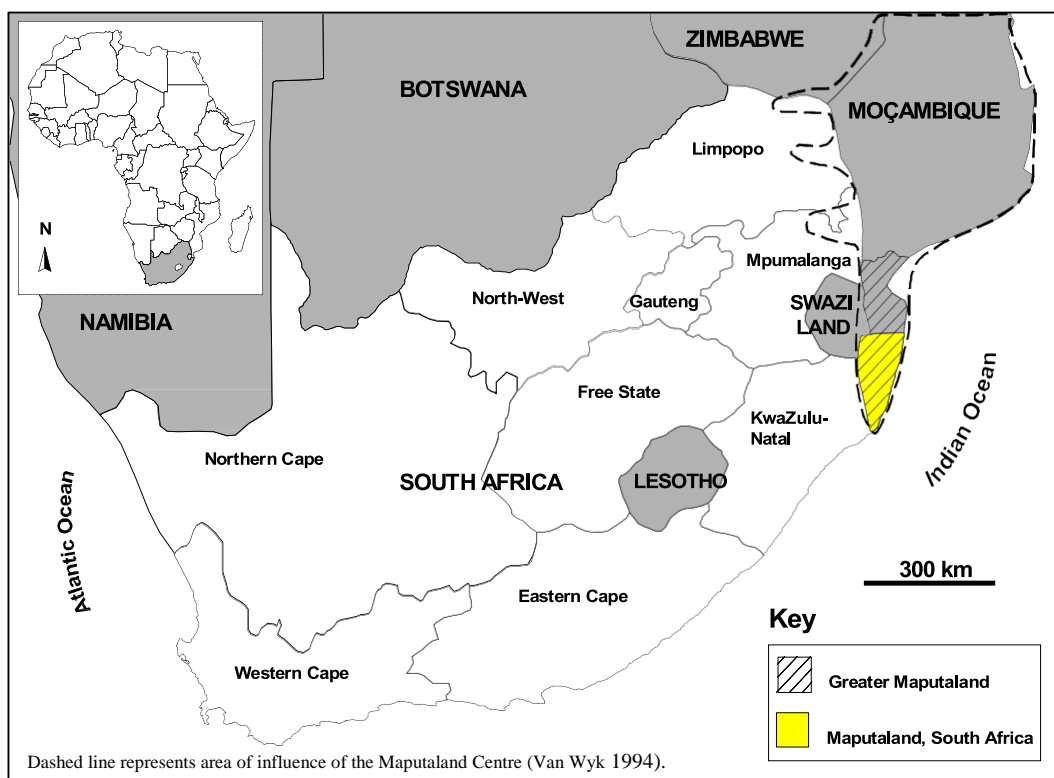 ZIMBABWE
BOTSWANA
MOÇAMBIQUE
Limpopo
N
Mpumalanga
North-West
Gauteng
SWAZI
LAND
NAMIBIA
Free State
KwaZulu-
Natal
Indian Ocean
Northern Cape
SOUTH AFRICA
LESOTHO
Atlantic Ocean
300 km
Eastern Cape
Key
Western Cape
Greater Maputaland
Maputaland, South Africa
Dashed line represents area of influence of the Maputaland Centre (Van Wyk 1994).